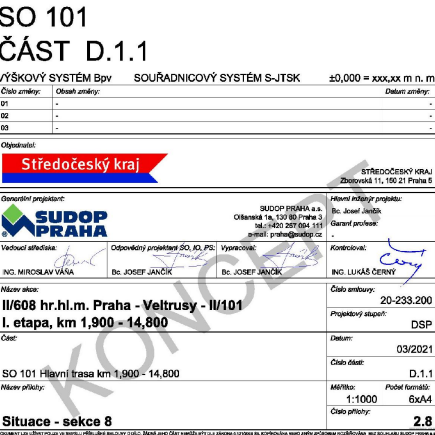 SO 101
ČÁST D.1.1
VÝŠKOVÝ SYSTÉM Bpv SOUŘADNICOVÝ SYSTÉM S-JTSK ±0,000 = xxx,xx m n. m
Číslo změny: Obsah změny: Datum změny:
01 - -
02 - -
03 - -
Objednatel:
Středočeský kraj
STŘEDOČESKÝ KRAJ
Zborovská 11, 150 21 Praha 5
Generální projektant:
SUDOP
PRAHA
SUDOP PRAHA a.s.
Olšanská 1a, 130 80 Praha 3
tel.: +420 267 094 111
e-mail: praha@sudop.cz
Hlavní inženýr projektu:
Bc. Josef Jančík
Garant profese:
-
Vedoucí střediska: Odpovědný projektant SO, IO, PS: Vypracoval: Kontroloval:
ING. MIROSLAV VÁŇA Bc. JOSEF JANČÍK Bc. JOSEF JANČÍK ING. LUKÁŠ ČERNÝ
Název akce:
II/608 hr.hl.m. Praha - Veltrusy - II/101
I. etapa, km 1,900 - 14,800
Číslo smlouvy:
20-233.200
Projektový stupeň:
DSP
Část:
SO 101 Hlavní trasa km 1,900 - 14,800
Datum:
03/2021
Číslo části:
D.1.1
Název přílohy:
Situace - sekce 8
Měřítko: Počet formátů:
1:1000 6xA4
Číslo přílohy:
2.8
KONCEPT